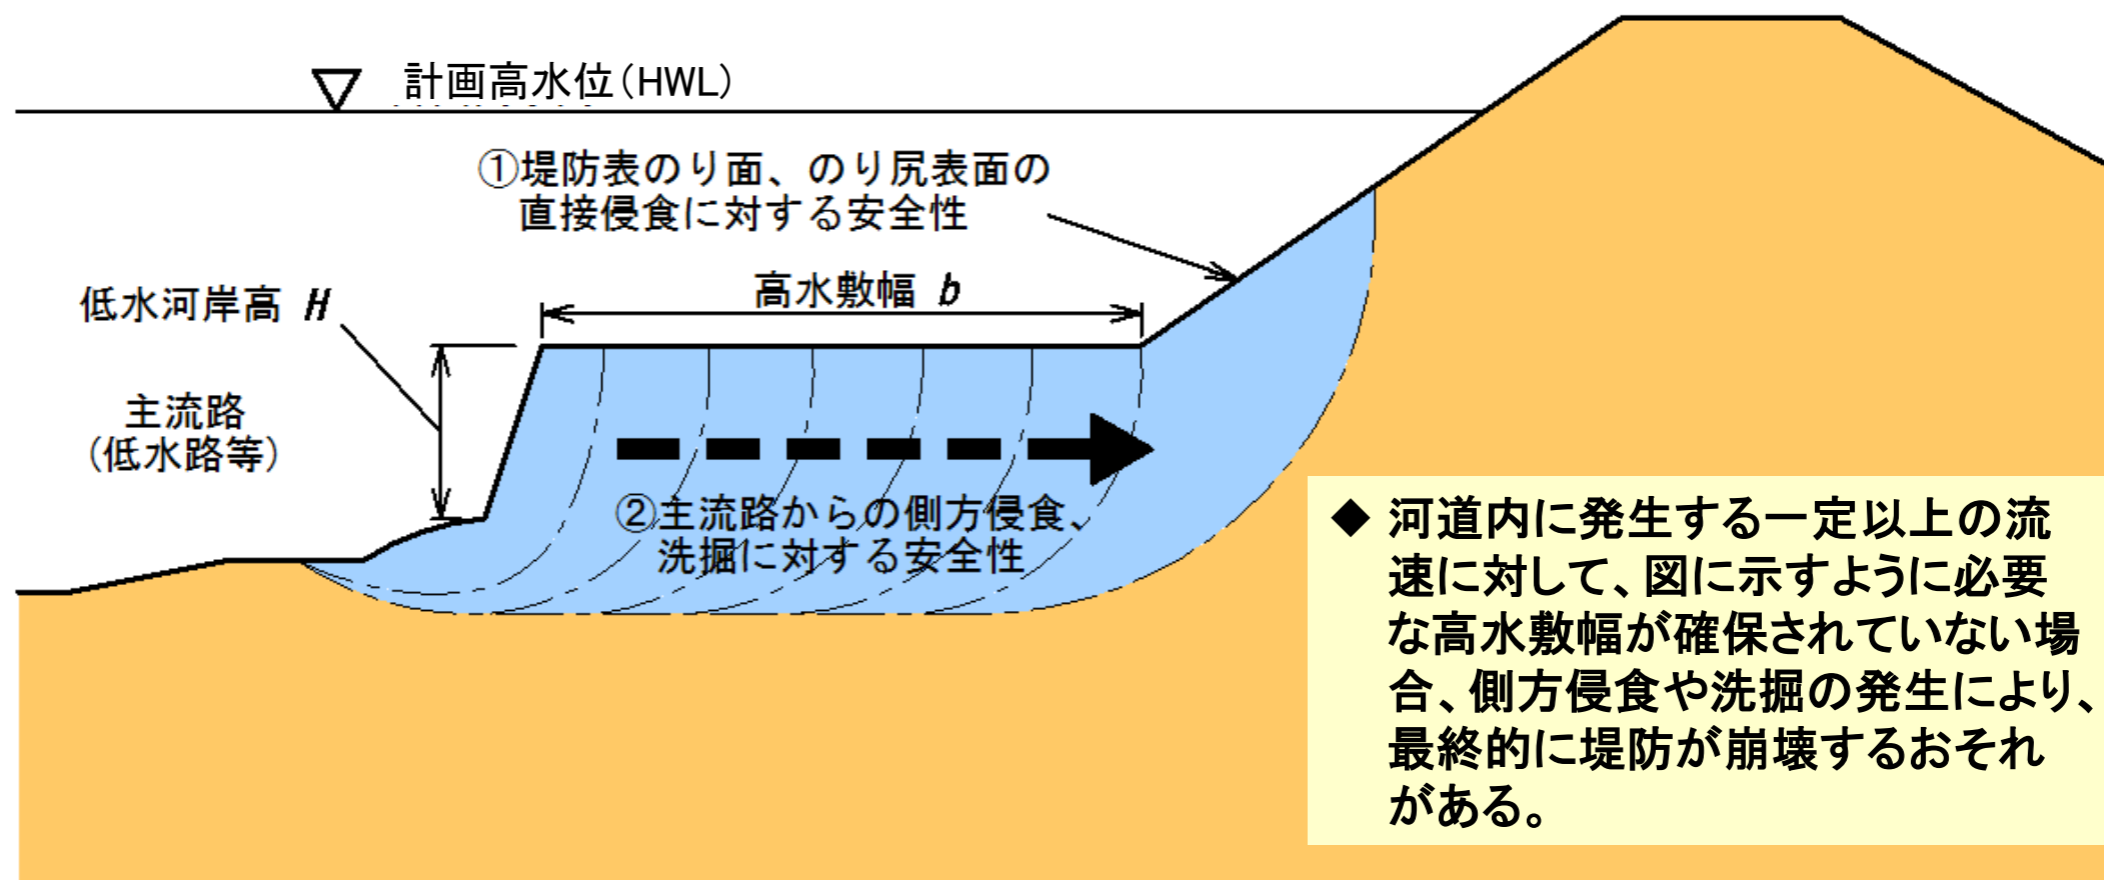 計画高水位(HWL)
①堤防表のり面、のり尻表面の
直接侵食に対する安全性
高水敷幅 b
低水河岸高 H
主流路
(低水路等)
②主流路からの側方侵食、
洗掘に対する安全性
◆ 河道内に発生する一定以上の流
速に対して、図に示すように必要
な高水敷幅が確保されていない場
合、側方侵食や洗掘の発生により、
最終的に堤防が崩壊するおそれ
がある。